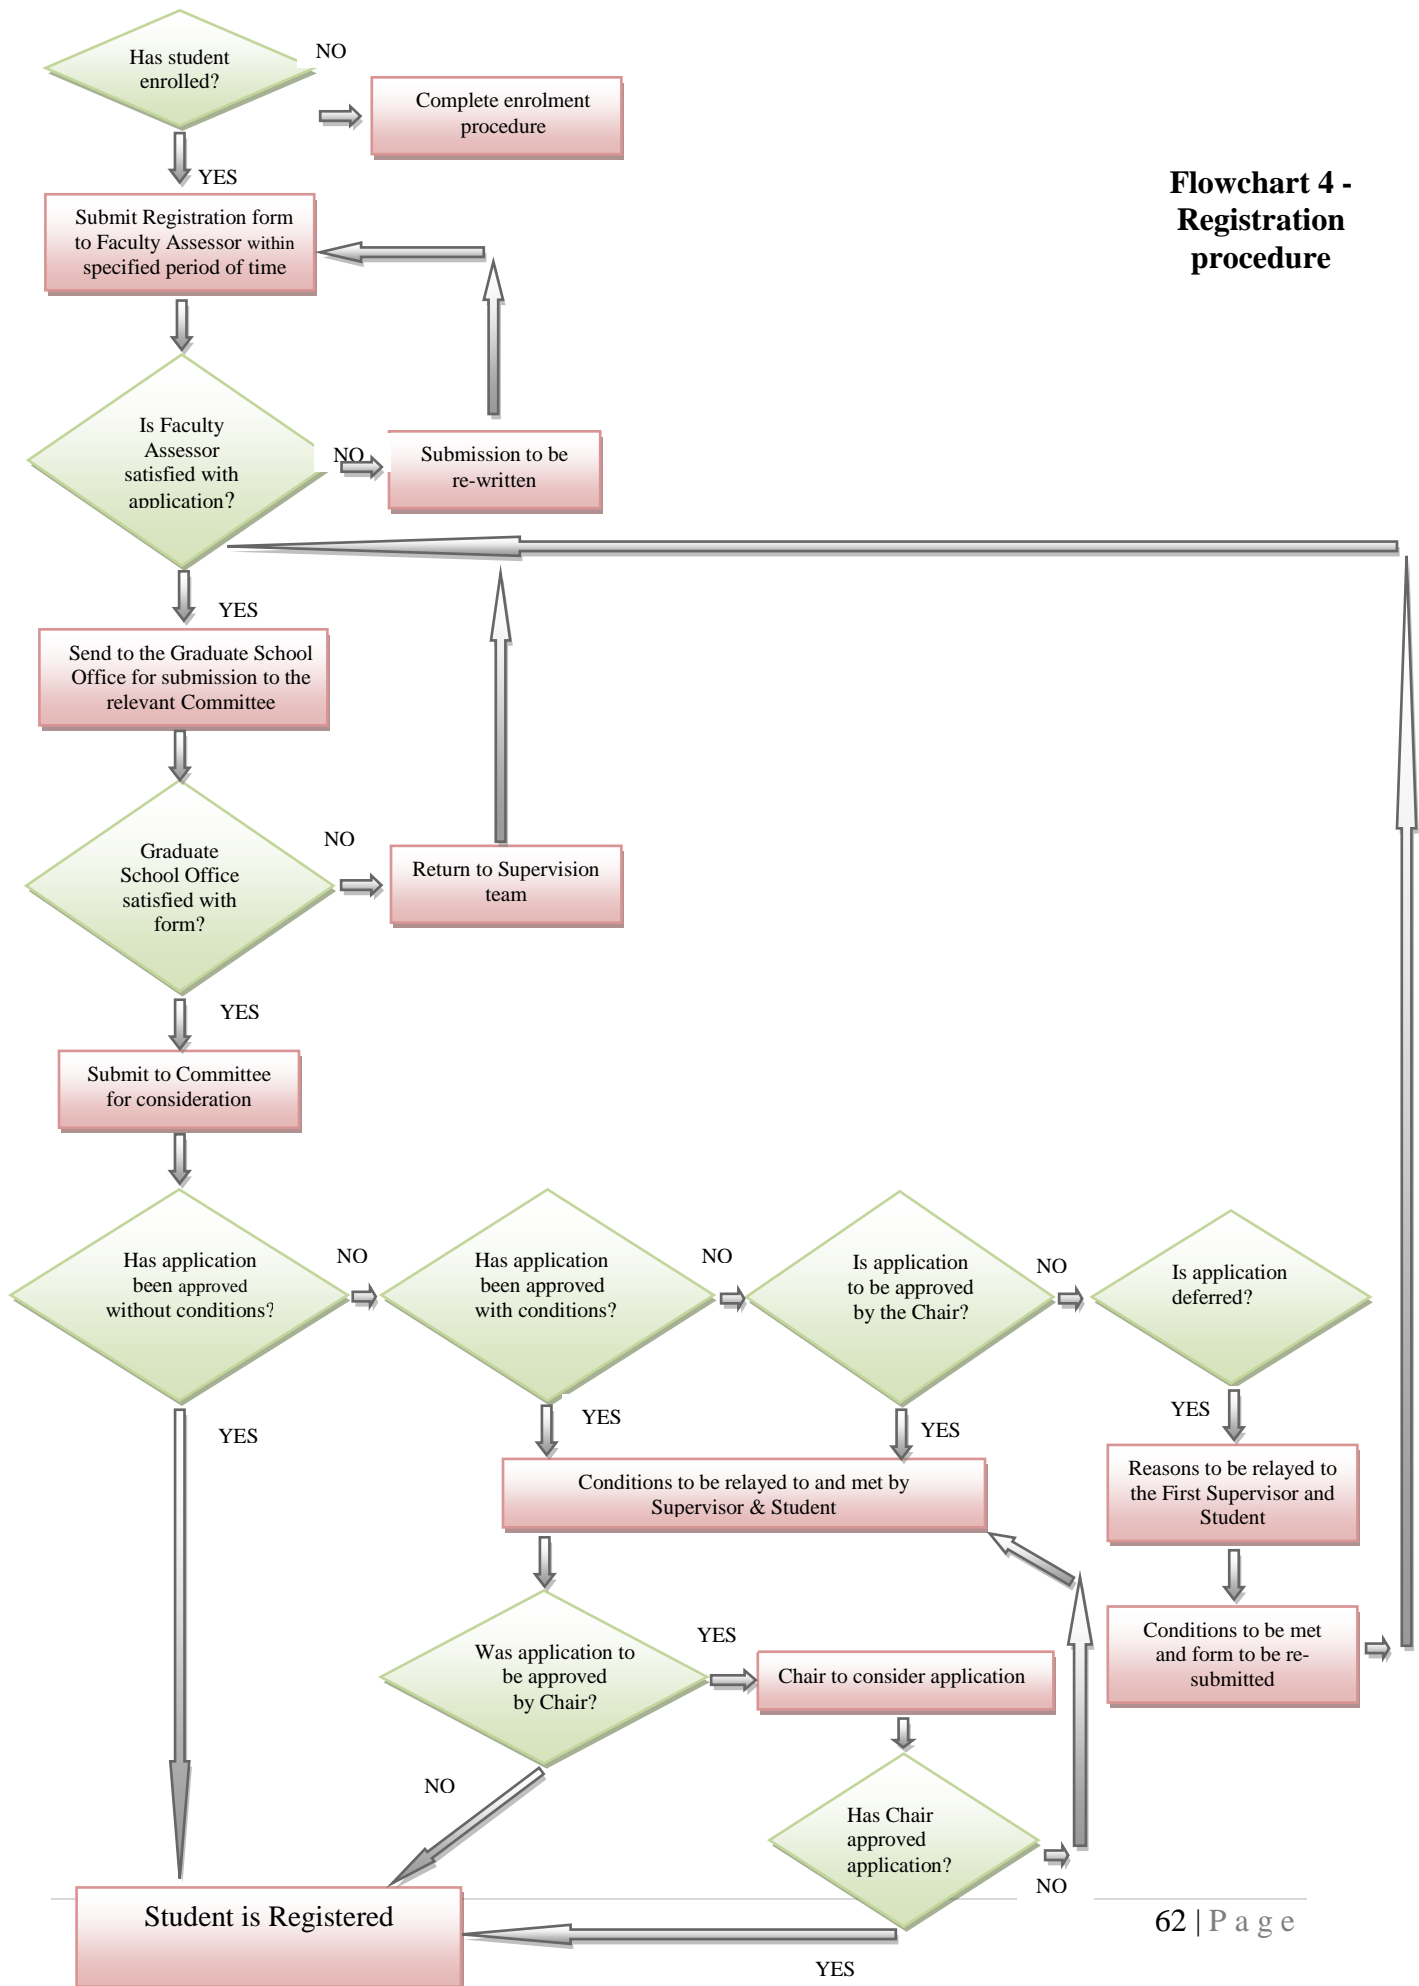 Has student
enrolled?
NO
Complete enrolment
procedure
YES
Flowchart 4 -
Registration
procedure
Submit Registration form
to Faculty Assessor within
specified period of time
Is Faculty
Assessor
satisfied with
application?
NO
Submission to be
re-written
YES
Send to the Graduate School
Office for submission to the
relevant Committee
Graduate
School Office
satisfied with
form?
NO
Return to Supervision
team
YES
Submit to Committee
for consideration
Has application
been approved
without conditions?
NO
Has application
been approved
with conditions?
NO
Is application
to be approved
by the Chair?
NO
Is application
deferred?
YES
YES
YES
YES
Conditions to be relayed to and met by
Supervisor & Student
Reasons to be relayed to
the First Supervisor and
Student
Was application to
be approved
by Chair?
YES
Chair to consider application
Conditions to be met
and form to be re-
submitted
NO
Has Chair
approved
application?
NO
Student is Registered
YES
62 | P a g e